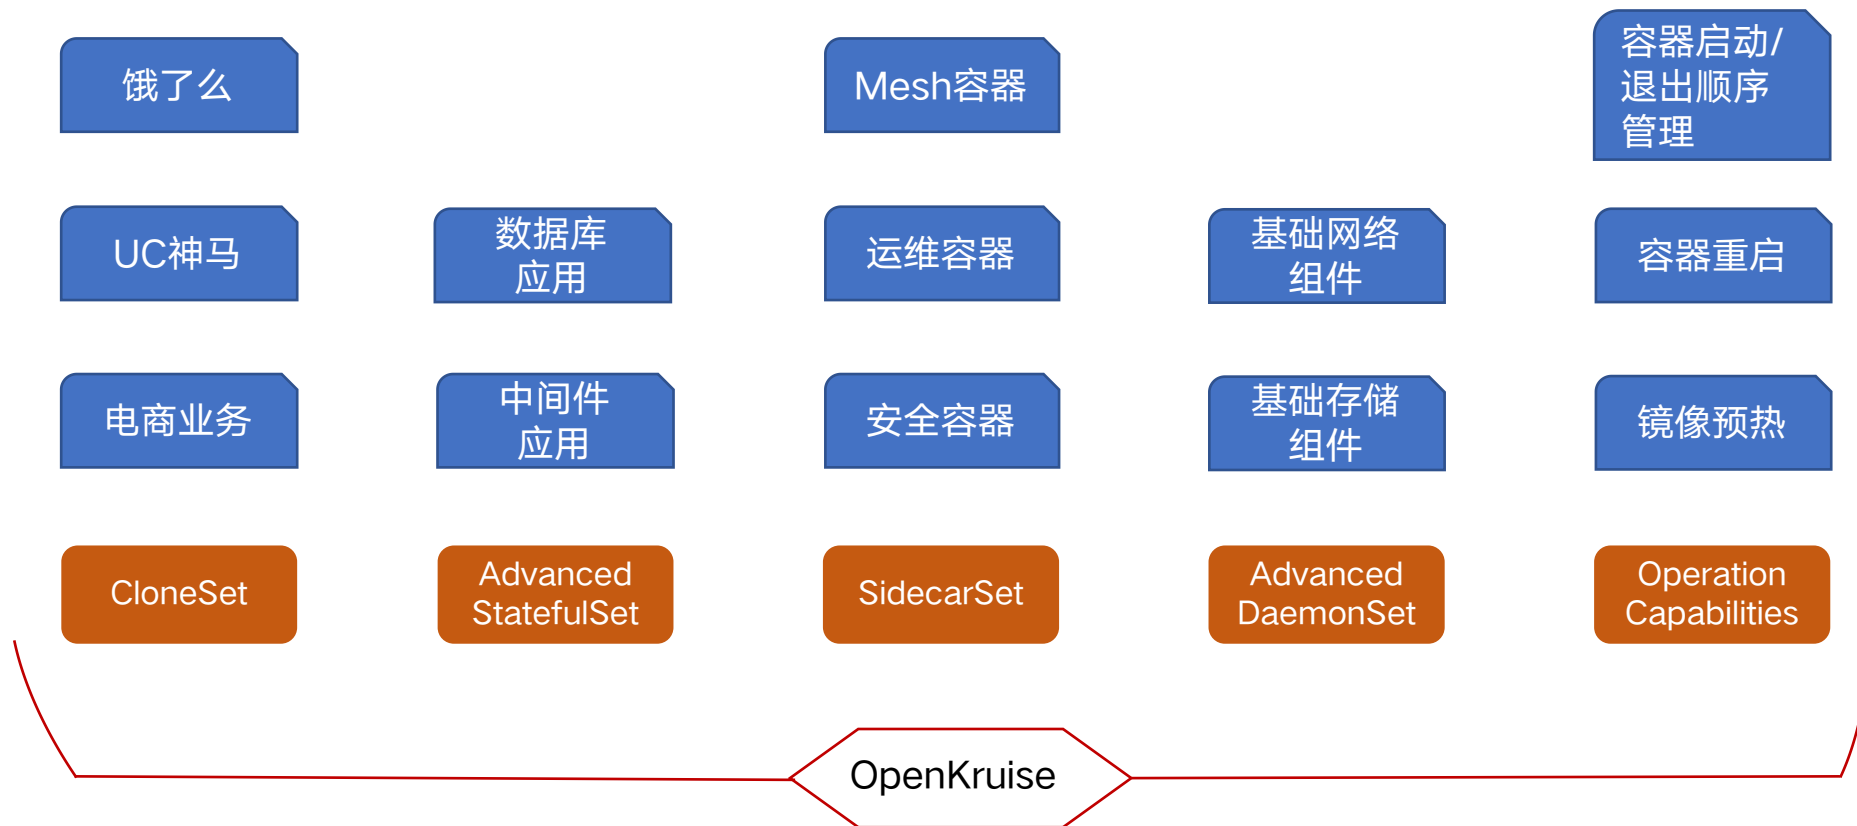 饿了么
Mesh容器
容器启动/
退出顺序
管理
UC神马
数据库
应用
运维容器
基础网络
组件
容器重启
电商业务
中间件
应用
安全容器
基础存储
组件
镜像预热
CloneSet
Advanced
StatefulSet
SidecarSet
Advanced
DaemonSet
Operation
Capabilities
OpenKruise